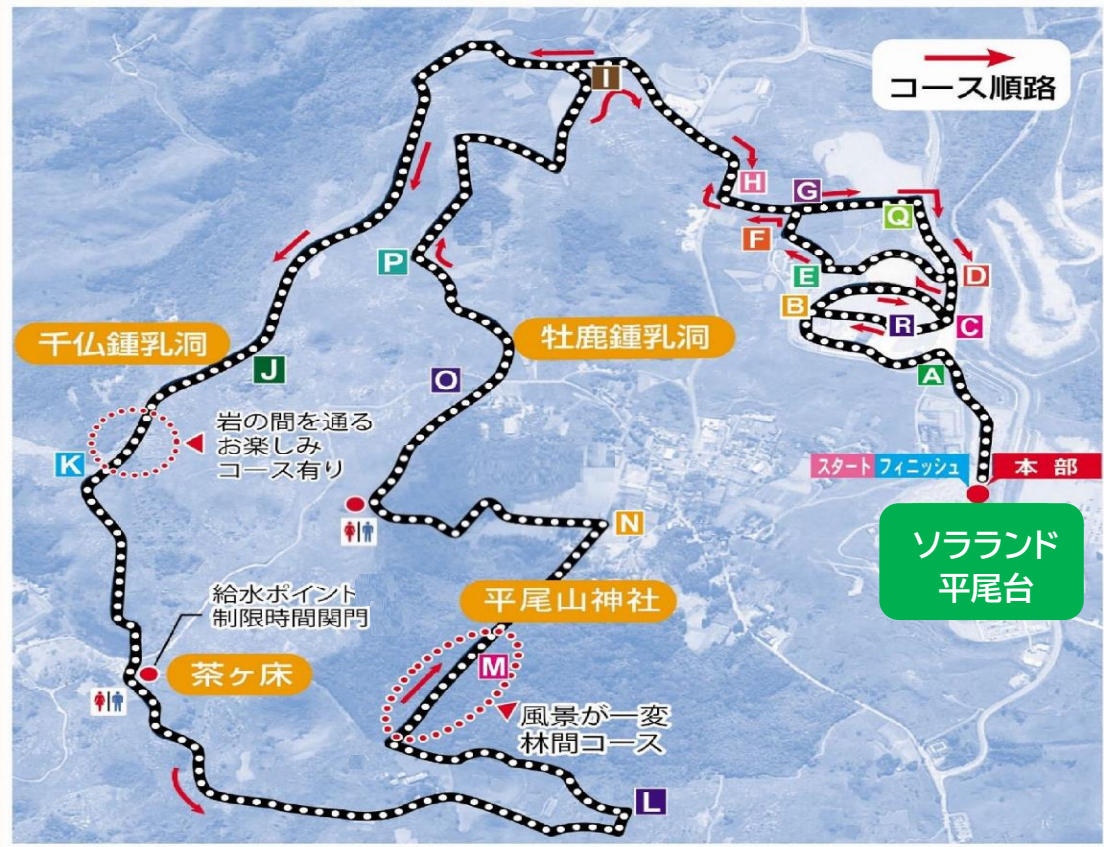 コース順路
I
H
G
Q
F
E
D
P
B
R
C
千仏鍾乳洞
牡鹿鍾乳洞
J
O
A
岩の間を通る
お楽しみ
コース有り
K
スタート フィニッシュ 本部
N
ソラランド
平尾台
給水ポイント
制限時間関門
平尾山神社
茶ヶ床
M
風景が一変
林間コース
L